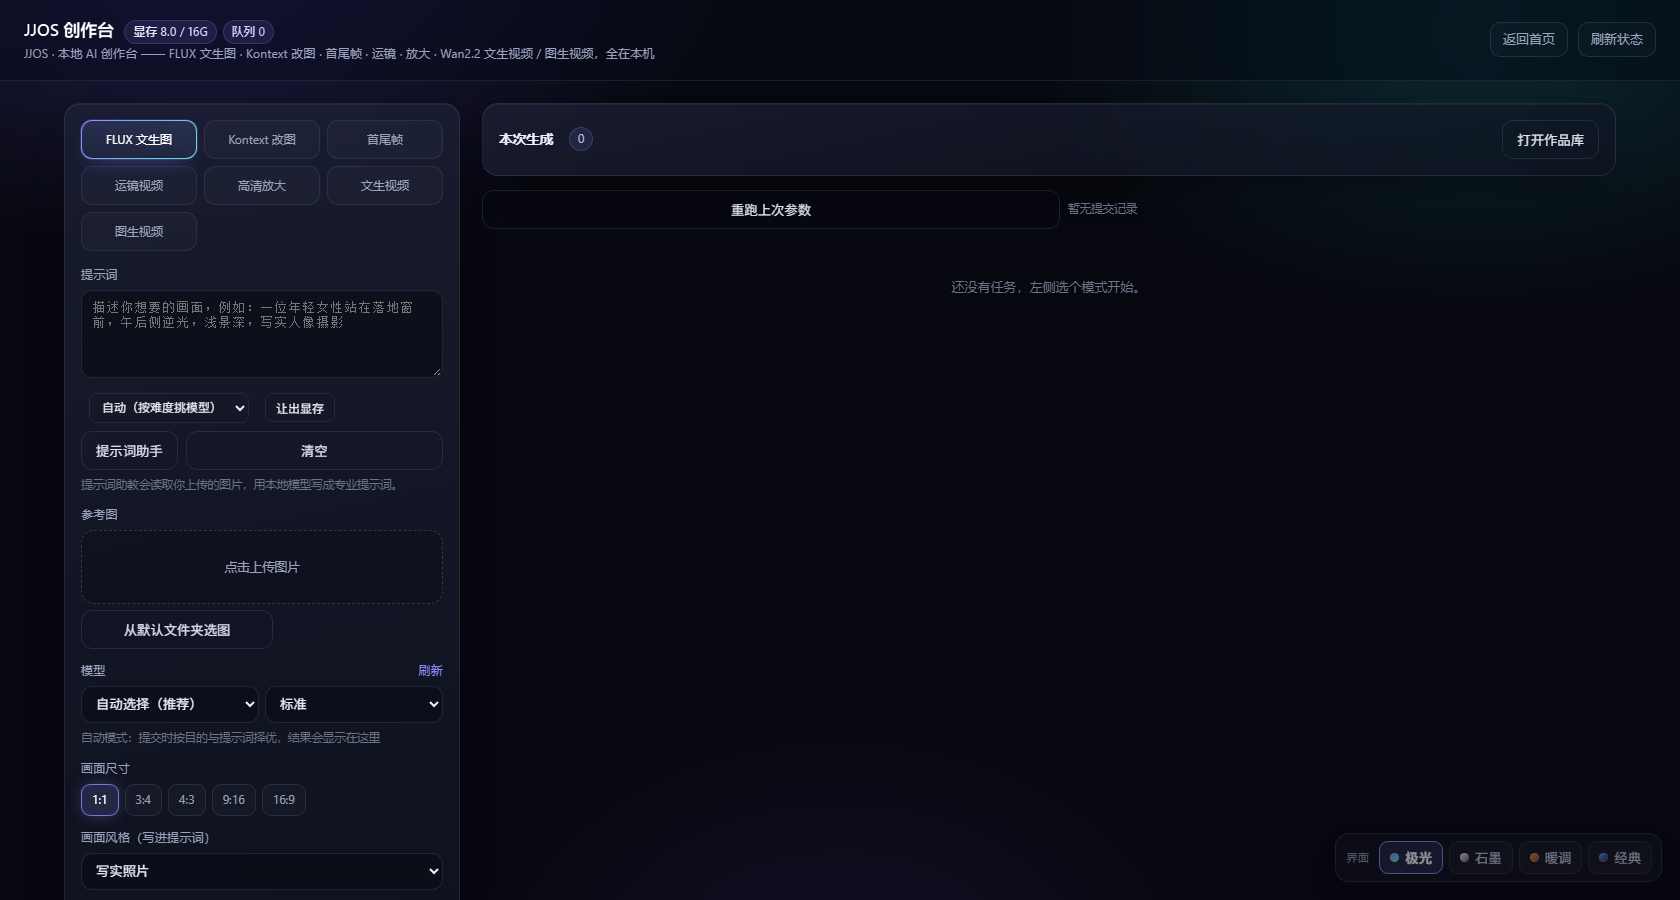 JJOS 创作台
显存 8.0 / 16G
队列 0
JJOS · 本地 AI 创作台 —— FLUX 文生图 · Kontext 改图 · 首尾帧 · 运镜 · 放大 · Wan2.2 文生视频 / 图生视频，全在本机
返回首页
刷新状态
FLUX 文生图
Kontext 改图
首尾帧
运镜视频
高清放大
文生视频
图生视频
提示词
描述你想要的画面，例如：一位年轻女性站在落地窗
前，午后侧逆光，浅景深，写实人像摄影
自动（按难度挑模型）
让出显存
提示词助手
清空
提示词助教会读取你上传的图片，用本地模型写成专业提示词。
参考图
点击上传图片
从默认文件夹选图
模型
刷新
自动选择（推荐）
标准
自动模式：提交时按目的与提示词择优，结果会显示在这里
画面尺寸
1:1
3:4
4:3
9:16
16:9
画面风格（写进提示词）
写实照片
本次生成
0
打开作品库
重跑上次参数
暂无提交记录
还没有任务，左侧选个模式开始。
界面
极光
石墨
暖调
经典